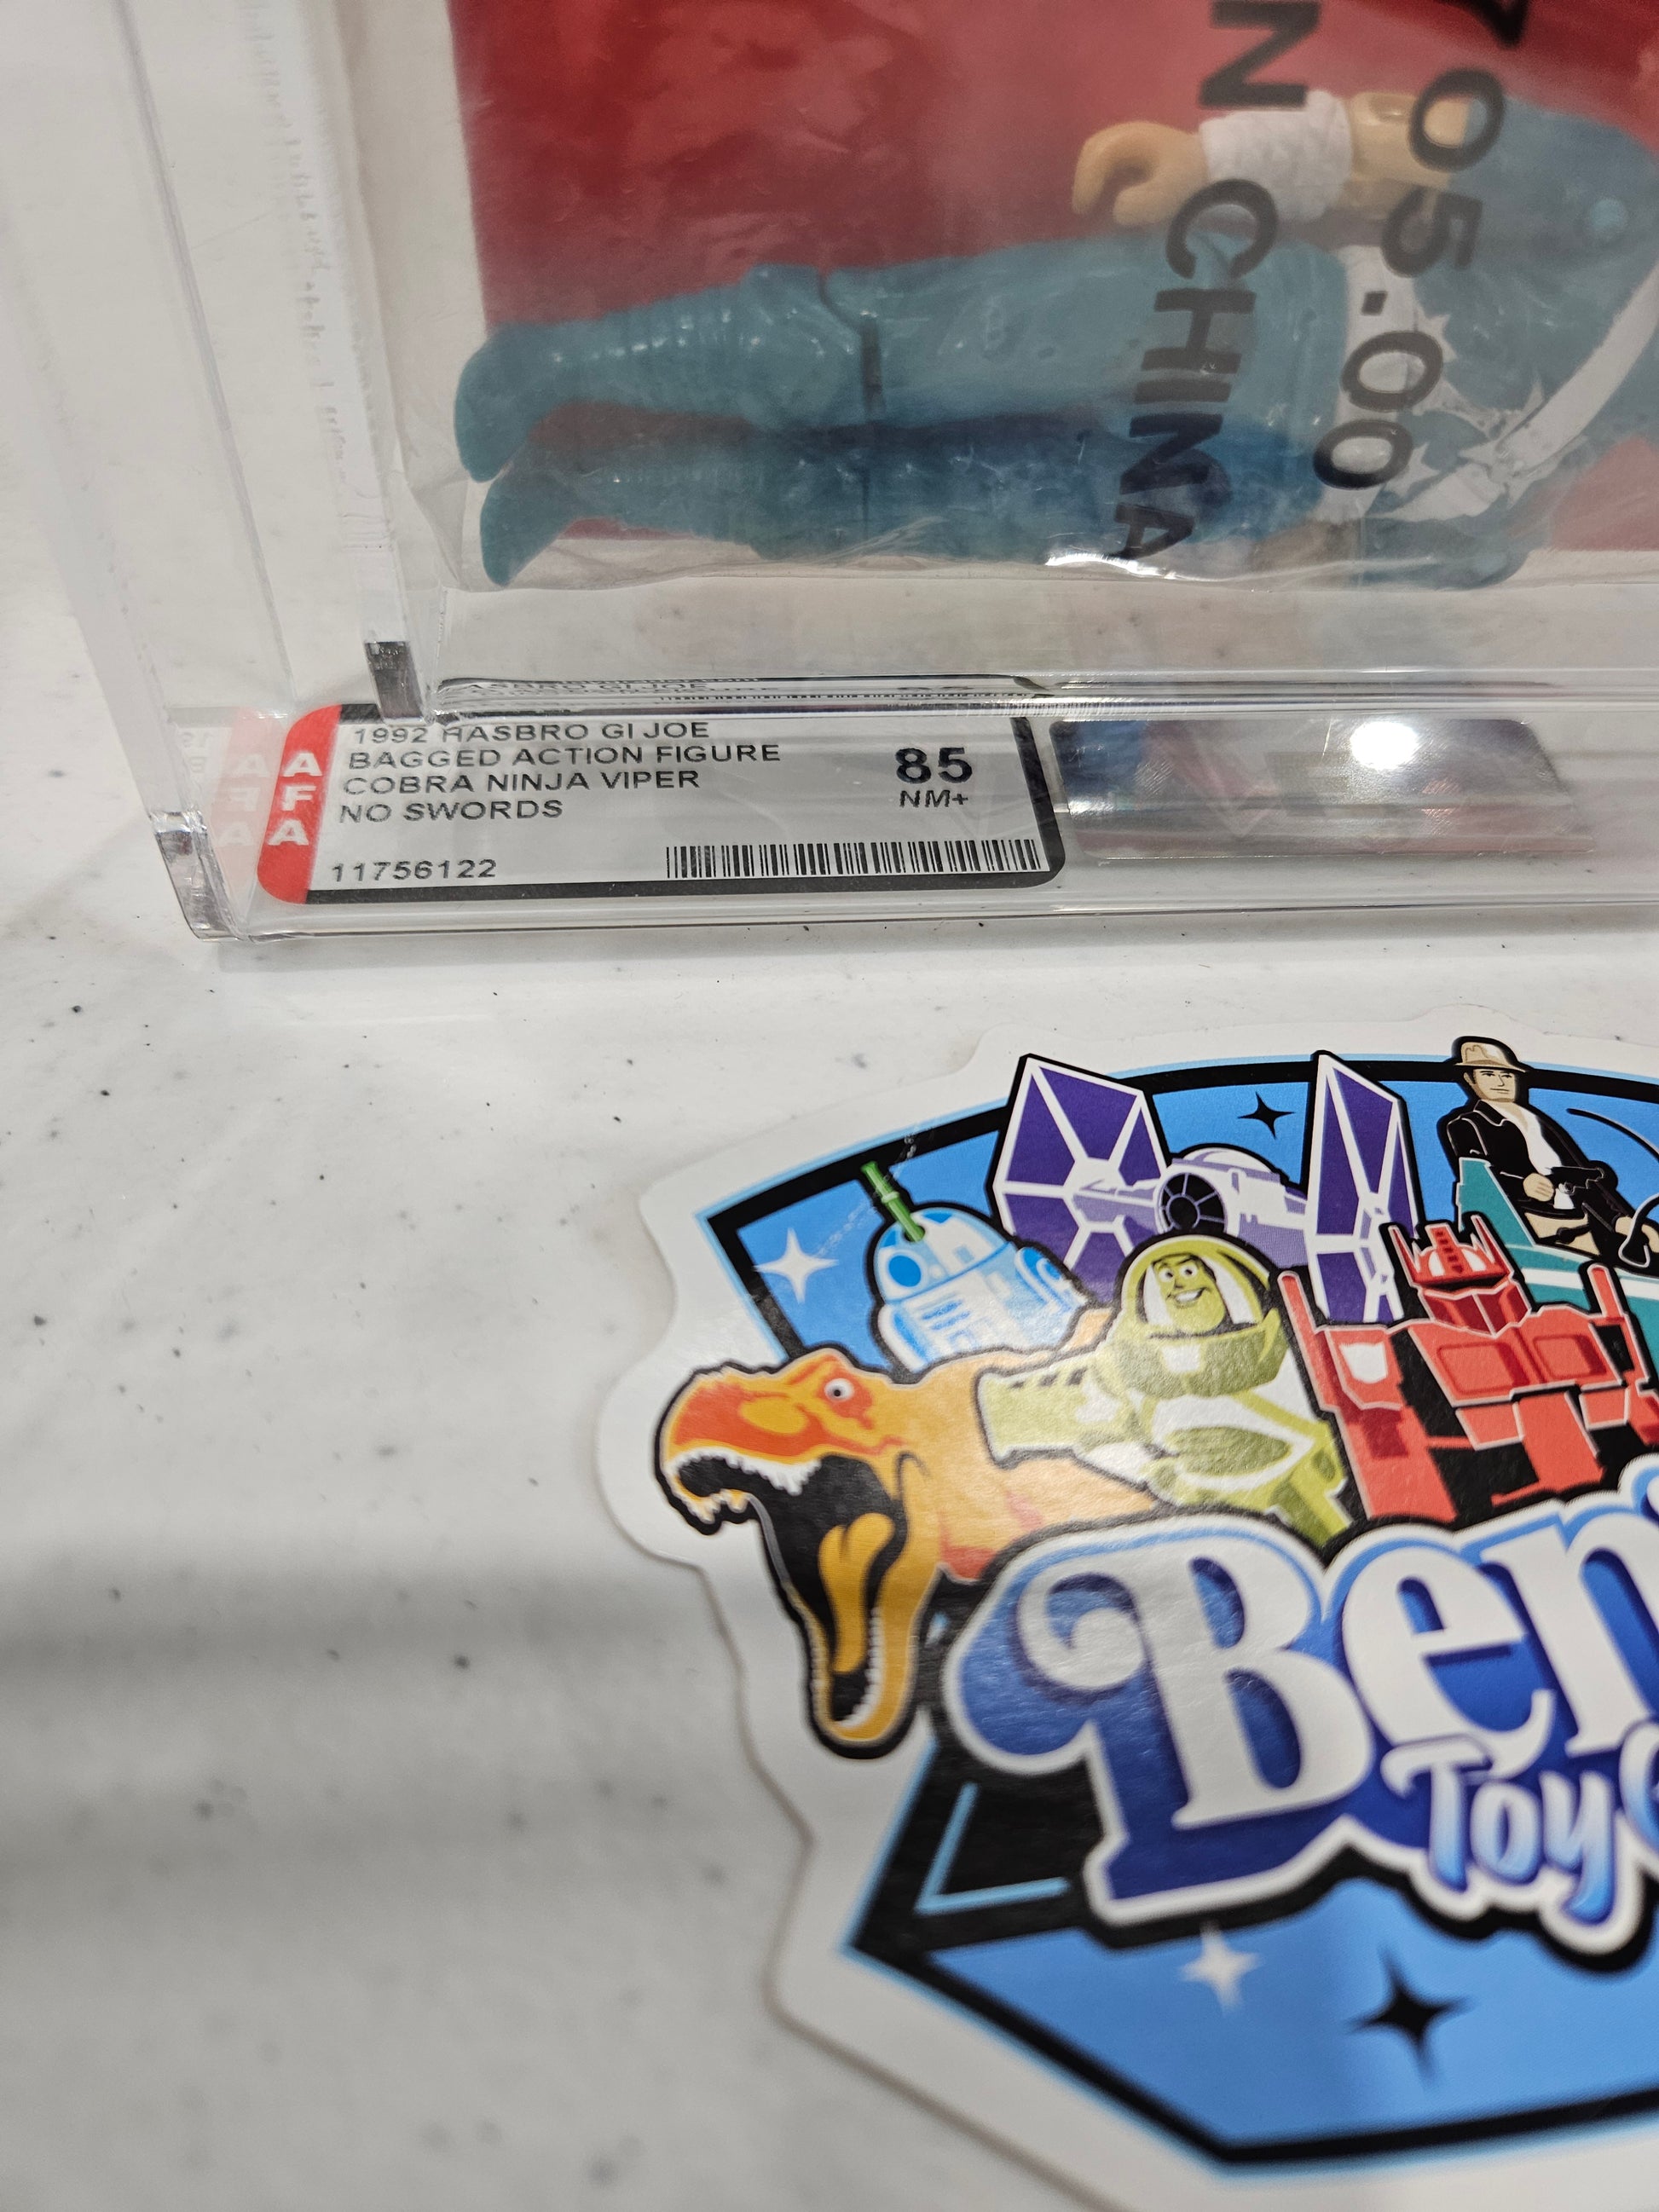 05.00
N CHINA
AFA
1992 HASBRO GI JOE
BAGGED ACTION FIGURE
COBRA NINJA VIPER
NO SWORDS
85
NM+
11756122
Ben
Toy